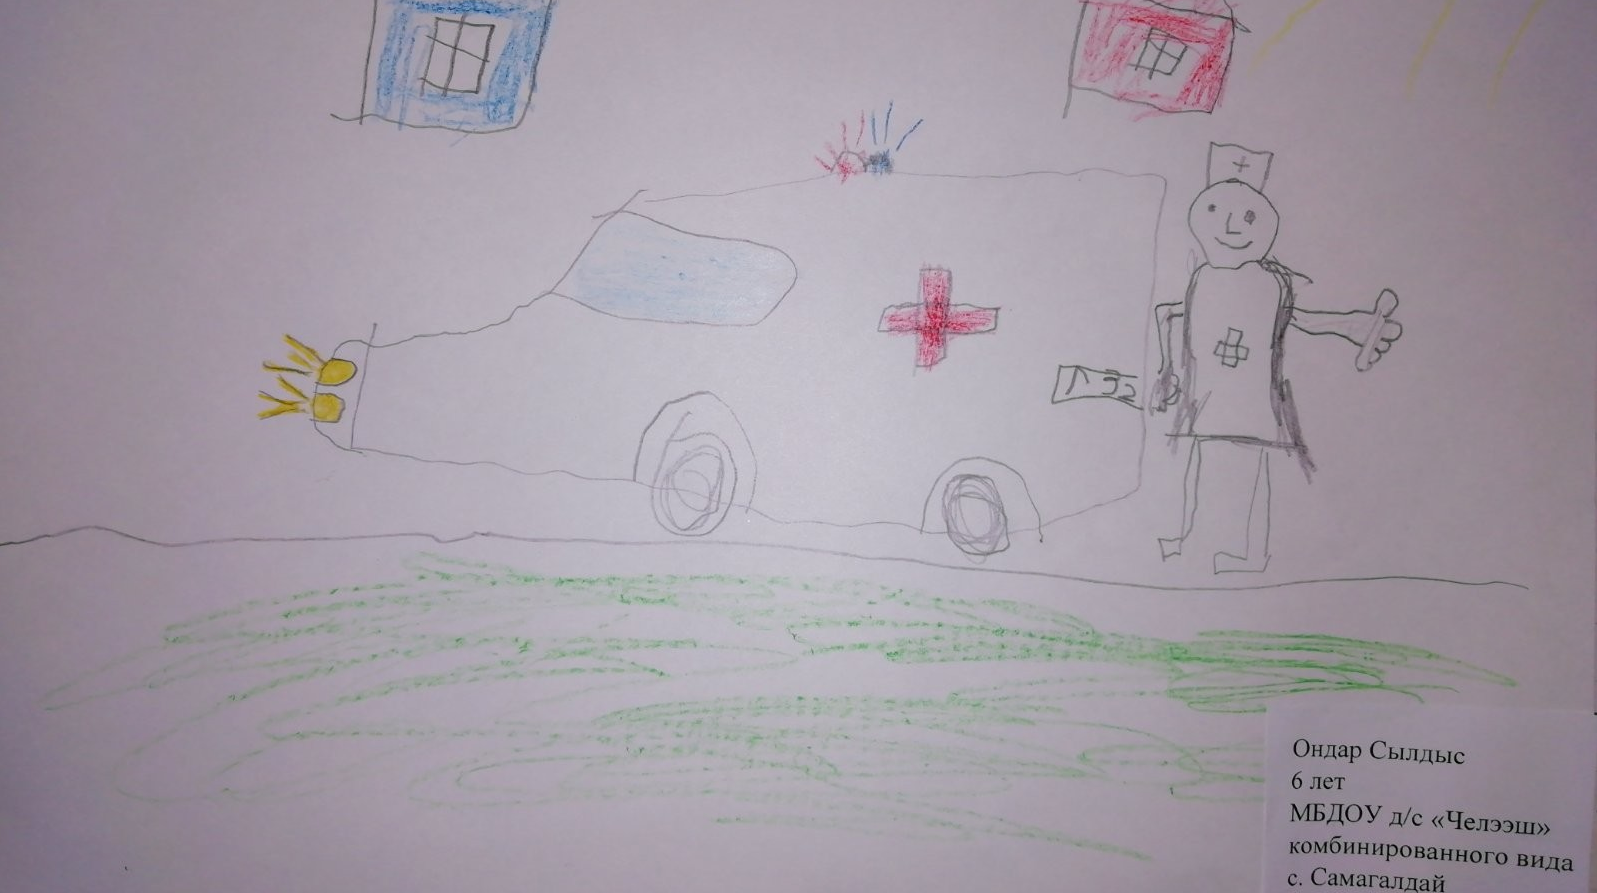 Ондар Сылдыс
6 лет
МБДОУ д/с «Челээш»
комбинированного вида
с. Самагалдай